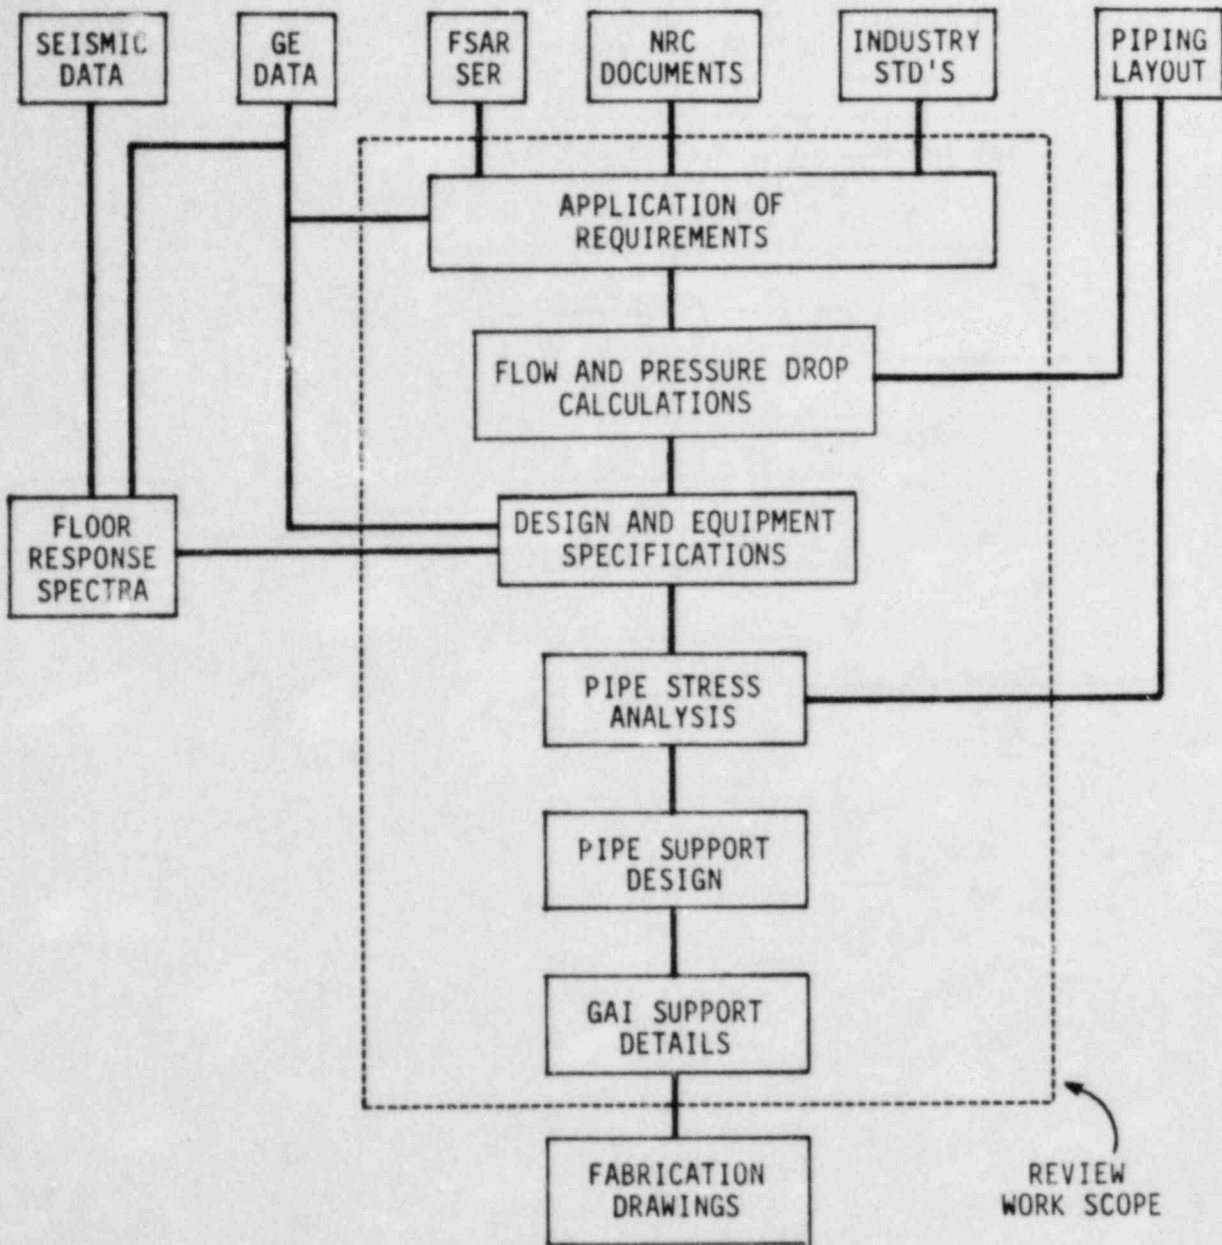 SEISMIC
DATA
GE
DATA
FSAR
SER
NRC
DOCUMENTS
INDUSTRY
STD'S
PIPING
LAYOUT
APPLICATION OF
REQUIREMENTS
FLOW AND PRESSURE DROP
CALCULATIONS
DESIGN AND EQUIPMENT
SPECIFICATIONS
FLOOR
RESPONSE
SPECTRA
PIPE STRESS
ANALYSIS
PIPE SUPPORT
DESIGN
GAI SUPPORT
DETAILS
FABRICATION
DRAWINGS
REVIEW
WORK SCOPE